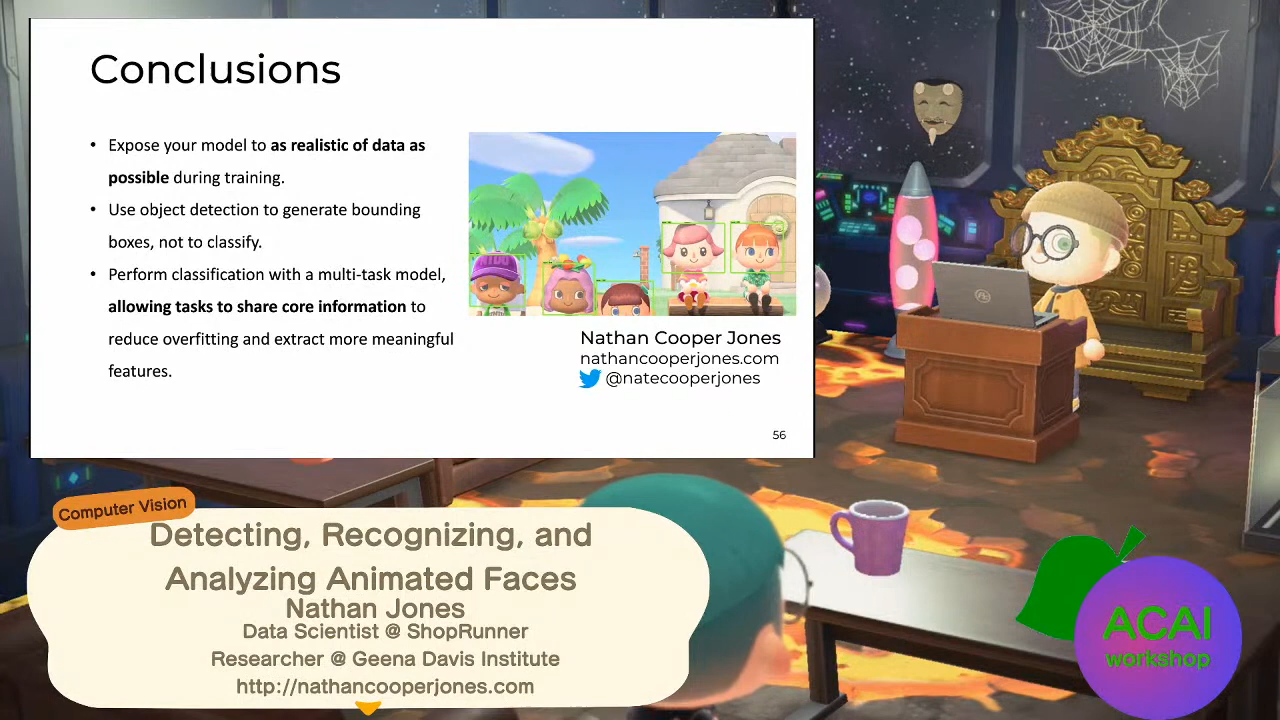 Conclusions
• Expose your model to as realistic of data as
possible during training.
• Use object detection to generate bounding
boxes, not to classify.
• Perform classification with a multi-task model,
allowing tasks to share core information to
reduce overfitting and extract more meaningful
features.
Nathan Cooper Jones
nathancooperjones.com
@natecooperjones
56
Computer Vision
Detecting, Recognizing, and
Analyzing Animated Faces
Nathan Jones
Data Scientist @ ShopRunner
Researcher @ Geena Davis Institute
http://nathancooperjones.com
ACAI
workshop